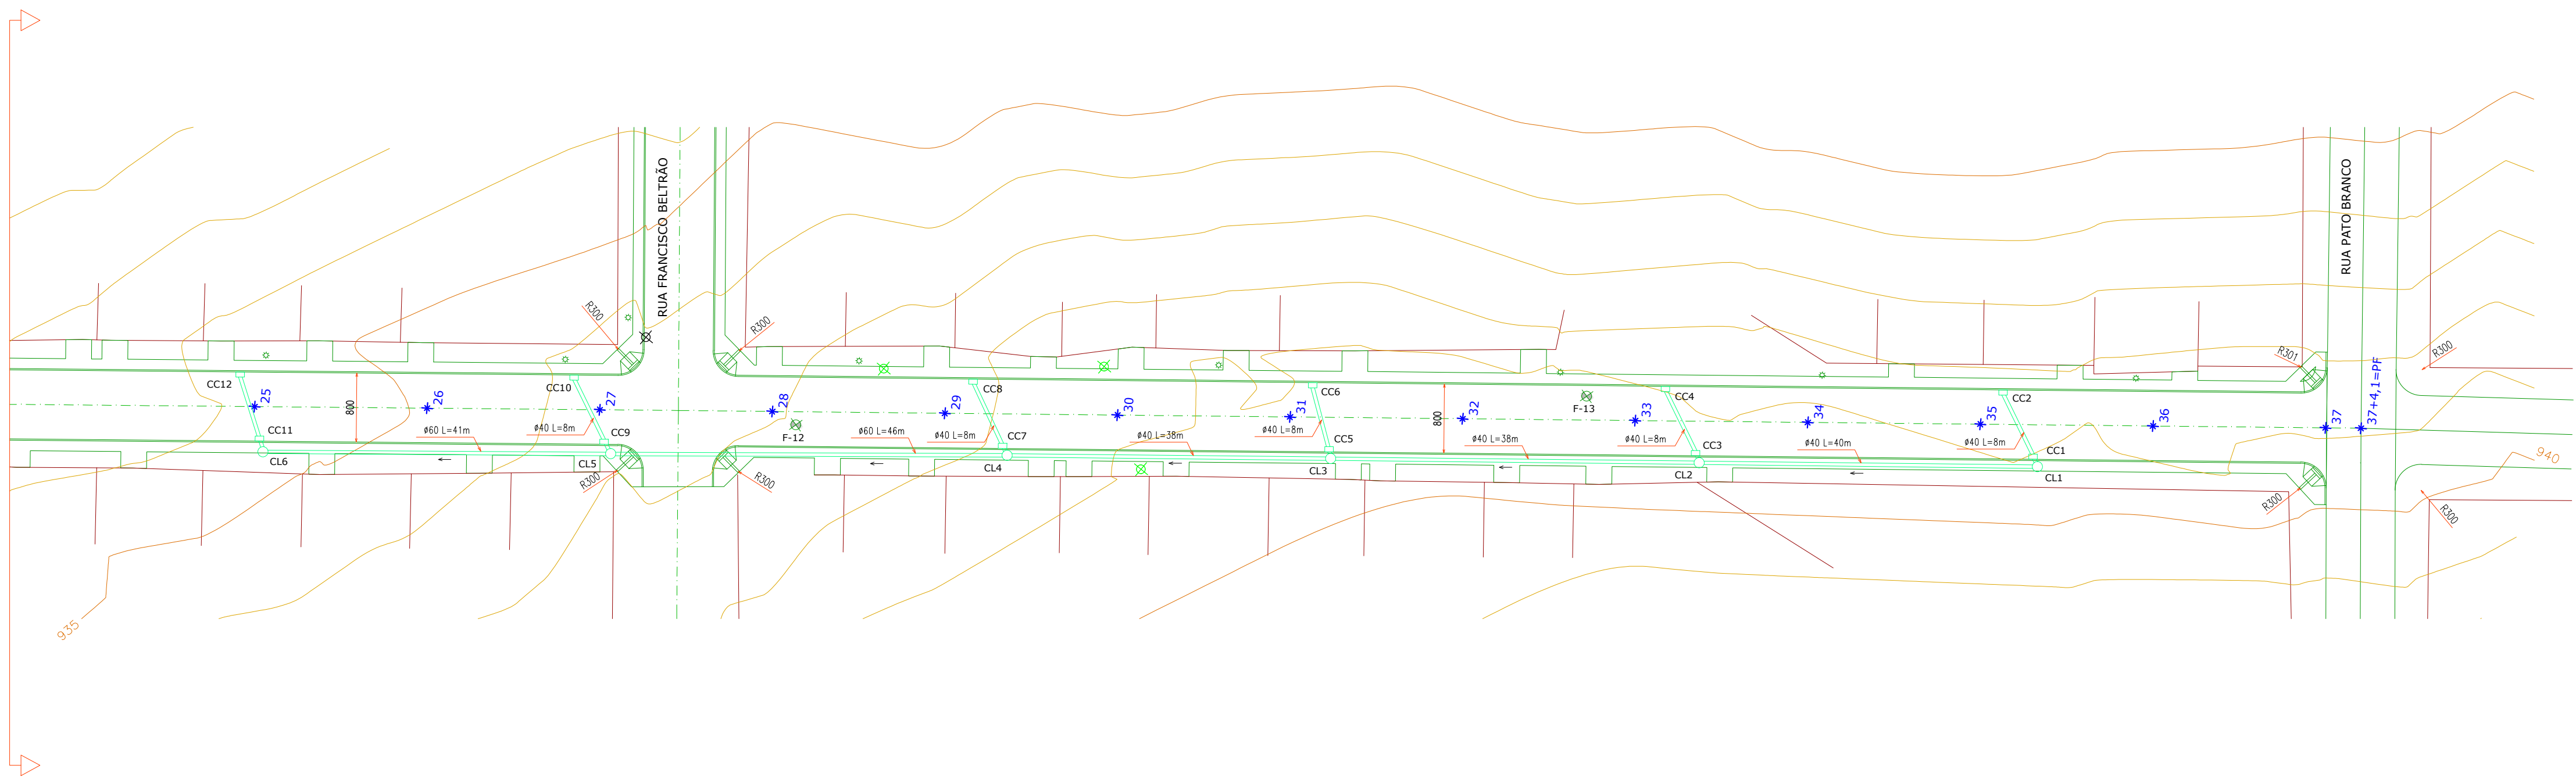 RUA FRANCISCO BELTRÃO
RUA PATO BRANCO
R300
R300
R301
R300
CC12
CC10
CC8
CC6
CC4
CC2
25
26
27
28
29
30
31
32
33
34
35
36
37
37+4,1=PF
800
800
F-12
F-13
CC11
CC9
CC7
CC5
CC3
CC1
ø60 L=41m
ø40 L=8m
ø60 L=46m
ø40 L=8m
ø40 L=38m
ø40 L=8m
ø40 L=38m
ø40 L=8m
ø40 L=40m
ø40 L=8m
CL6
CL5
CL4
CL3
CL2
CL1
R300
R300
R300
R300
940
935